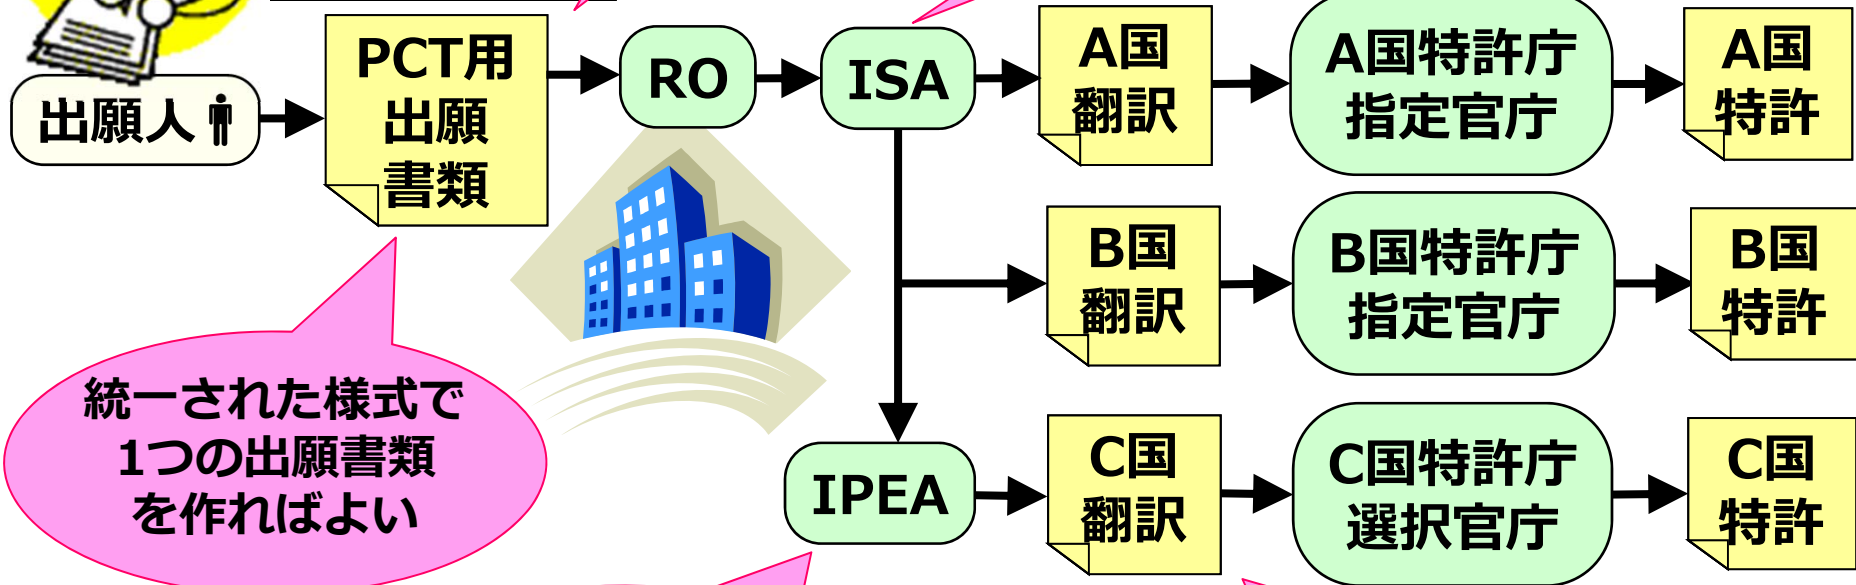 出願人
PCT用
出願
書類
RO
ISA
A国
翻訳
A国特許庁
指定官庁
A国
特許
B国
翻訳
B国特許庁
指定官庁
B国
特許
統一された様式で
1つの出願書類
を作ればよい
IPEA
C国
翻訳
C国特許庁
選択官庁
C国
特許